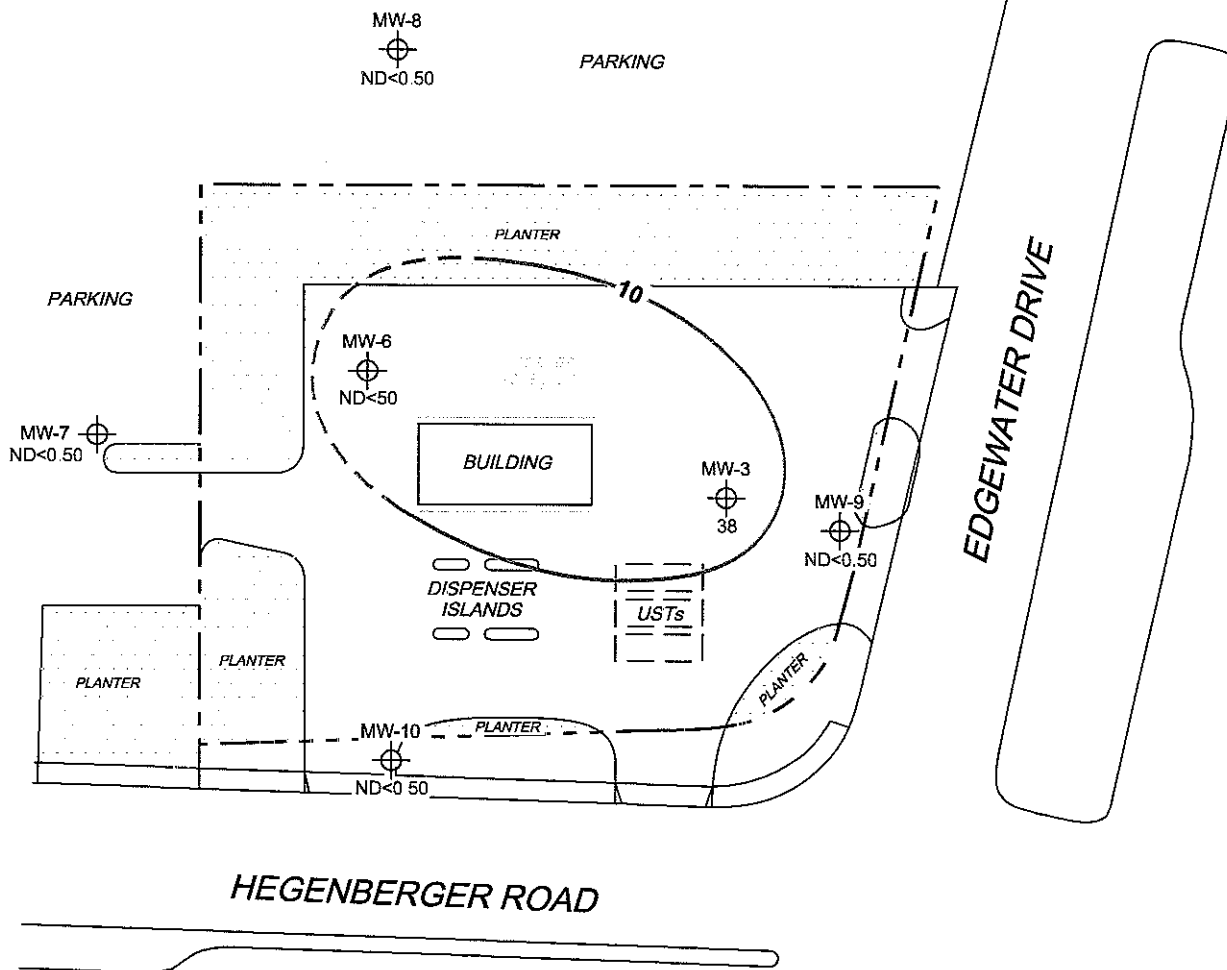 MW-8
ND<0.50
PARKING
PLANTER
10
PARKING
EDGEWATER DRIVE
MW-6
ND<50
MW-7
ND<0.50
BUILDING
MW-3
38
MW-9
ND<0.50
DISPENSER
ISLANDS
USTs
PLANTER
PLANTER
PLANTER
PLANTER
MW-10
ND<0 50
HEGENBERGER ROAD